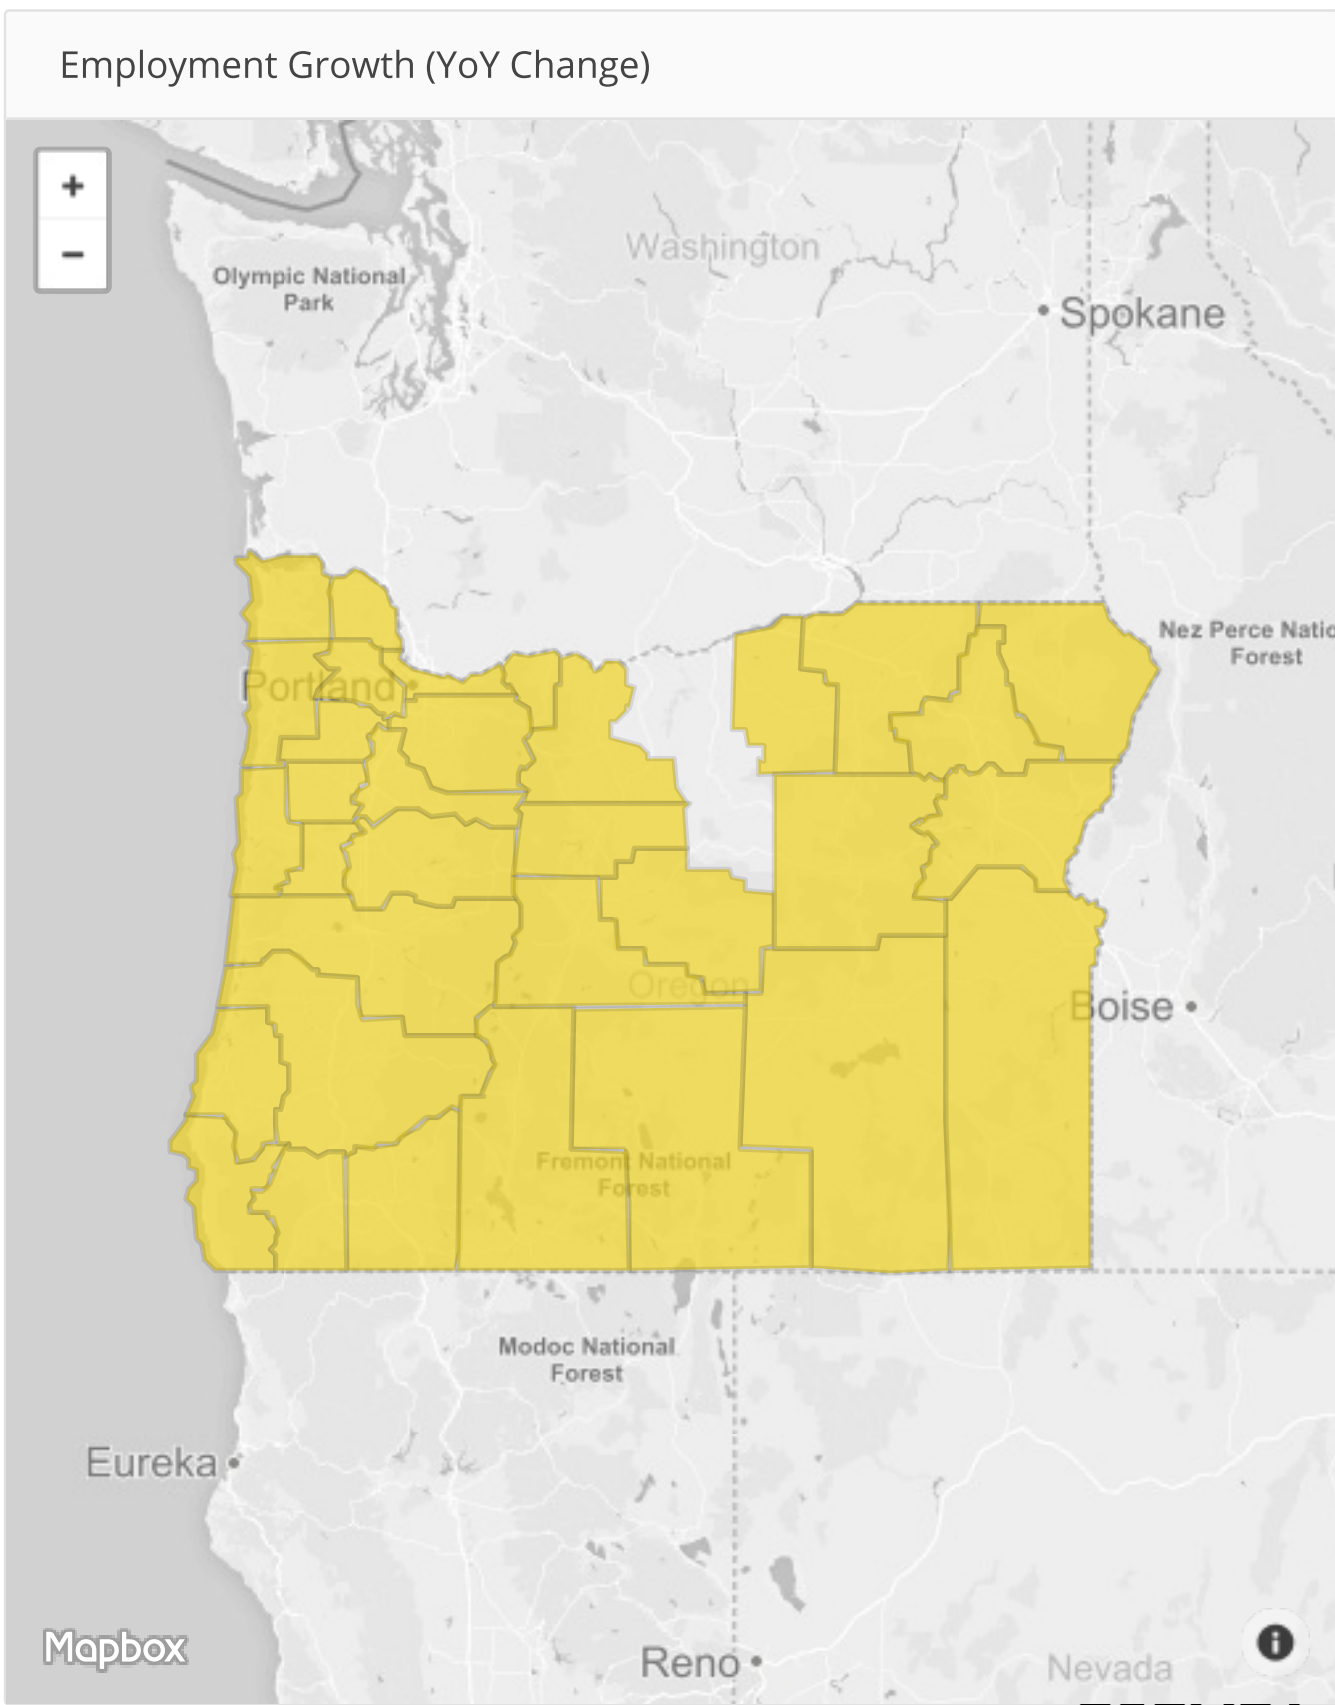 Employment Growth (YoY Change)
+
−
Washington
Olympic National
Park
Spokane
Nez Perce Natio
Forest
Portland
Oregon
Boise
Fremont National
Forest
Modoc National
Forest
Eureka
Mapbox
Reno
Nevada
i